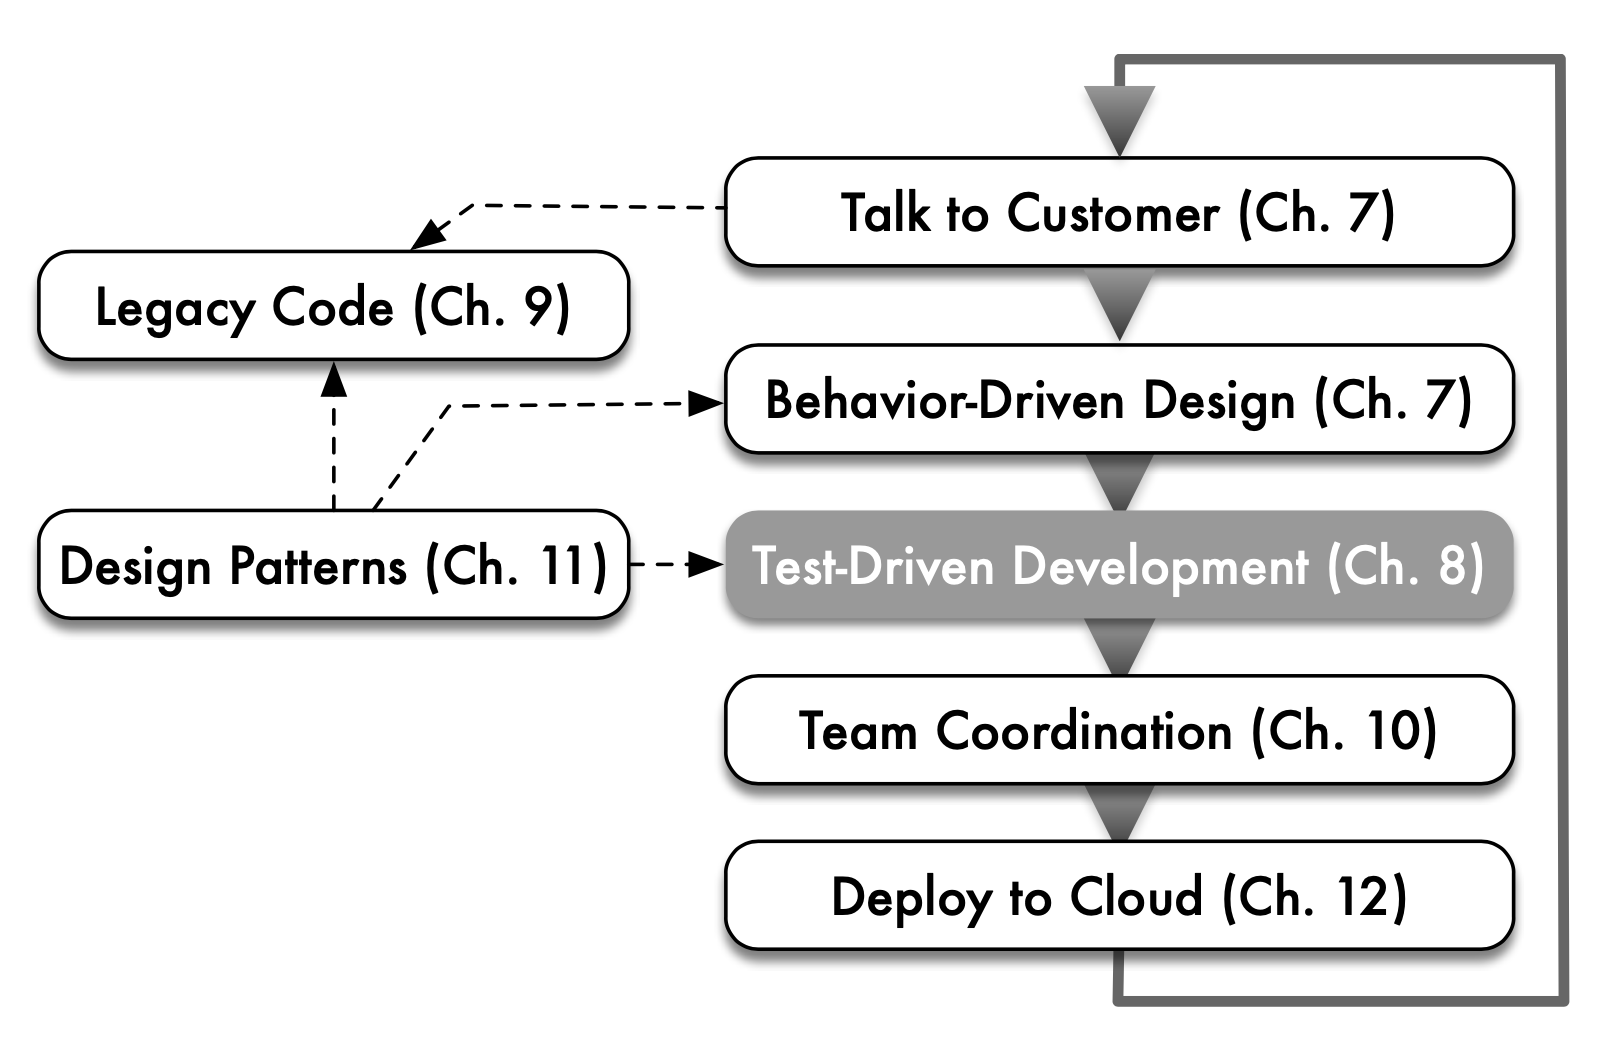 Talk to Customer (Ch. 7)
Legacy Code (Ch. 9)
Behavior-Driven Design (Ch. 7)
Design Patterns (Ch. 11)
Test-Driven Development (Ch. 8)
Team Coordination (Ch. 10)
Deploy to Cloud (Ch. 12)